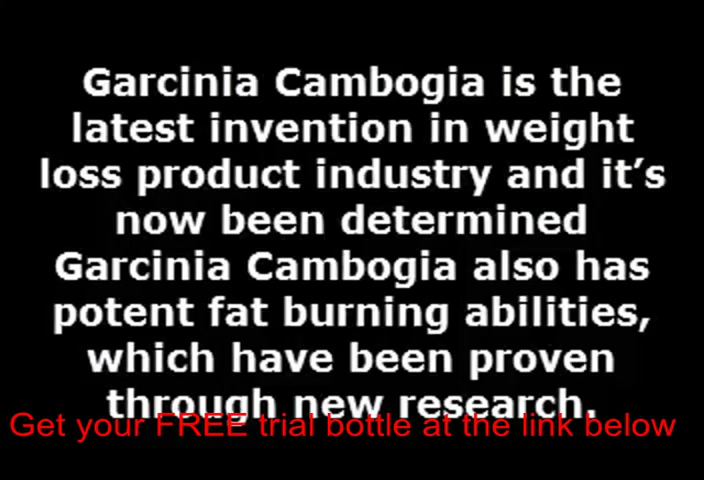 Garcinia Cambogia is the
latest invention in weight
loss product industry and it’s
now been determined
Garcinia Cambogia also has
potent fat burning abilities,
which have been proven
through new research.
Get your FREE trial bottle at the link below